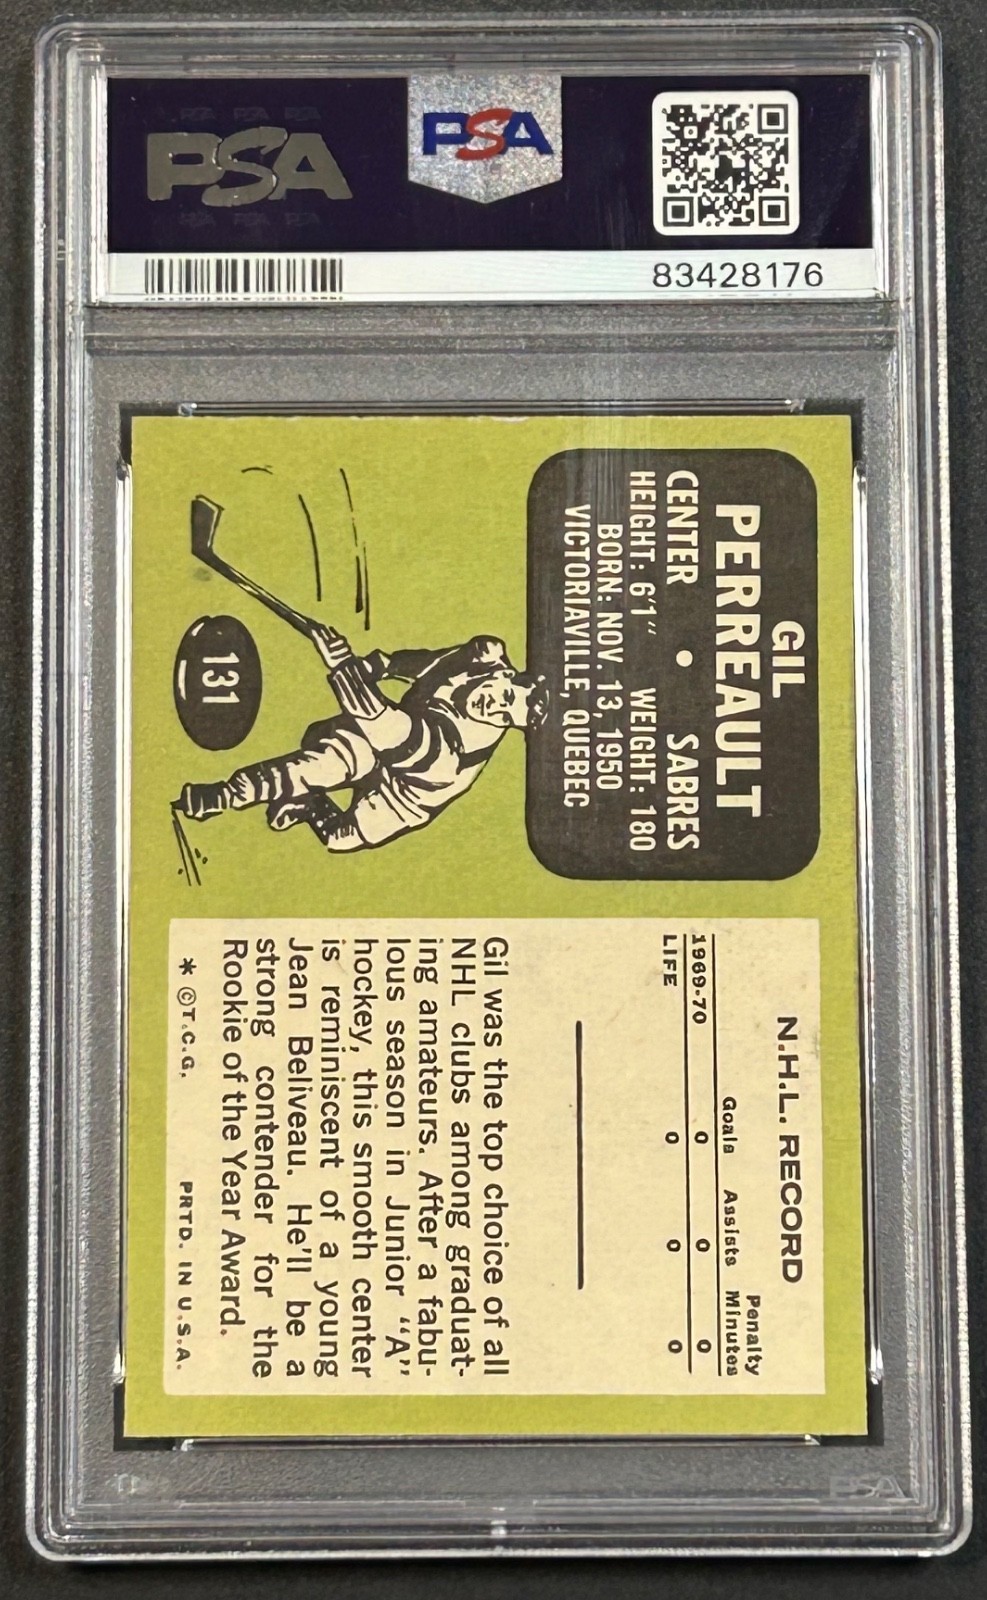 PSA
PSA
83428176
GIL
PERREAULT
CENTER • SABRES
HEIGHT: 6'1" WEIGHT: 180
BORN: NOV. 13, 1950
VICTORIAVILLE, QUEBEC
131
N.H.L. RECORD
Goals Assists Penalty Minutes
1969-70 0 0 0
LIFE 0 0 0
Gil was the top choice of all
NHL clubs among graduat-
ing amateurs. After a fabu-
lous season in Junior "A"
hockey, this smooth center
is reminiscent of a young
Jean Beliveau. He'll be a
strong contender for the
Rookie of the Year Award.
* ©T.C.G. PRTD. IN U.S.A.
PSA